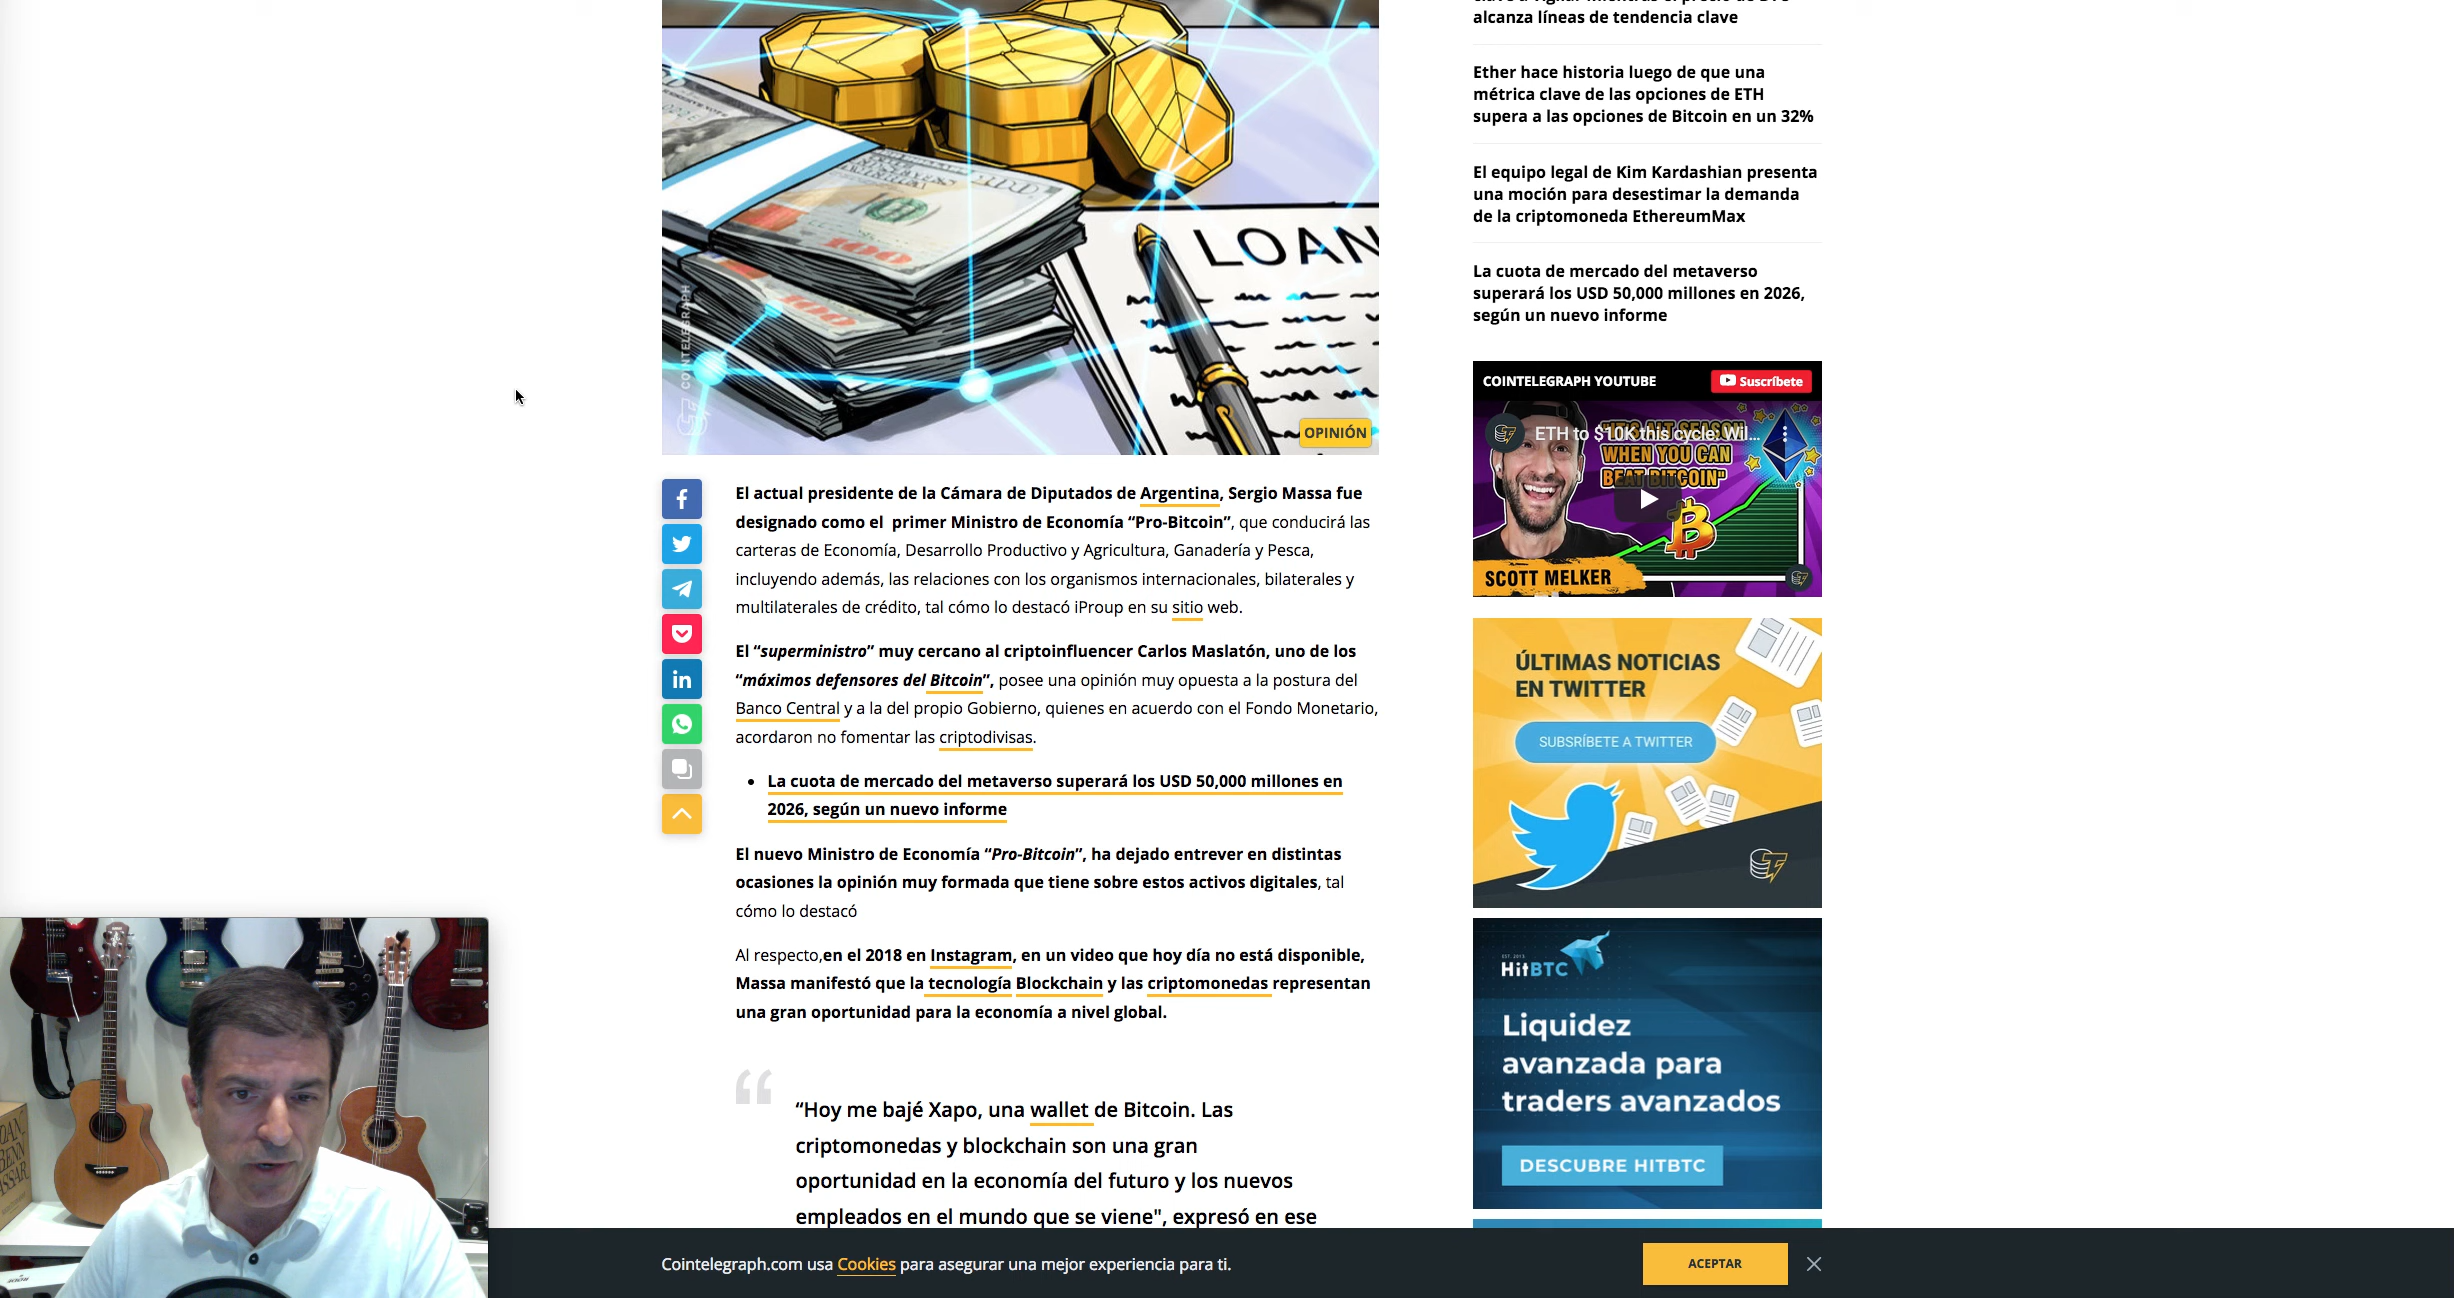 alcanza líneas de tendencia clave
Ether hace historia luego de que una
métrica clave de las opciones de ETH
supera a las opciones de Bitcoin en un 32%
El equipo legal de Kim Kardashian presenta
una moción para desestimar la demanda
de la criptomoneda EthereumMax
La cuota de mercado del metaverso
superará los USD 50,000 millones en 2026,
según un nuevo informe
LOAN
100
100
COINTELEGRAPH
OPINIÓN
El actual presidente de la Cámara de Diputados de Argentina, Sergio Massa fue
designado como el  primer Ministro de Economía “Pro-Bitcoin”, que conducirá las
carteras de Economía, Desarrollo Productivo y Agricultura, Ganadería y Pesca,
incluyendo además, las relaciones con los organismos internacionales, bilaterales y
multilaterales de crédito, tal cómo lo destacó iProup en su sitio web.
El “superministro” muy cercano al criptoinfluencer Carlos Maslatón, uno de los
“máximos defensores del Bitcoin”, posee una opinión muy opuesta a la postura del
Banco Central y a la del propio Gobierno, quienes en acuerdo con el Fondo Monetario,
acordaron no fomentar las criptodivisas.
La cuota de mercado del metaverso superará los USD 50,000 millones en
2026, según un nuevo informe
El nuevo Ministro de Economía “Pro-Bitcoin”, ha dejado entrever en distintas
ocasiones la opinión muy formada que tiene sobre estos activos digitales, tal
cómo lo destacó
Al respecto,en el 2018 en Instagram, en un video que hoy día no está disponible,
Massa manifestó que la tecnología Blockchain y las criptomonedas representan
una gran oportunidad para la economía a nivel global.
“Hoy me bajé Xapo, una wallet de Bitcoin. Las
criptomonedas y blockchain son una gran
oportunidad en la economía del futuro y los nuevos
empleados en el mundo que se viene", expresó en ese
COINTELEGRAPH YOUTUBE
Suscríbete
ETH to $10K this cycle: Wil...
WHEN YOU CAN
BEAT BITCOIN"
SCOTT MELKER
ÚLTIMAS NOTICIAS
EN TWITTER
SUBSRÍBETE A TWITTER
HitBTC
Liquidez
avanzada para
traders avanzados
DESCUBRE HITBTC
Cointelegraph.com usa Cookies para asegurar una mejor experiencia para ti.
ACEPTAR